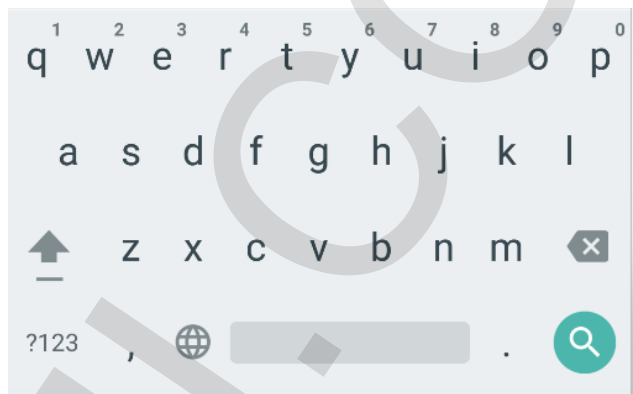 1 2 3 4 5 6 7 8 9 0
q w e r t y u i o p
a s d f g h j k l
z x c v b n m
?123 , .